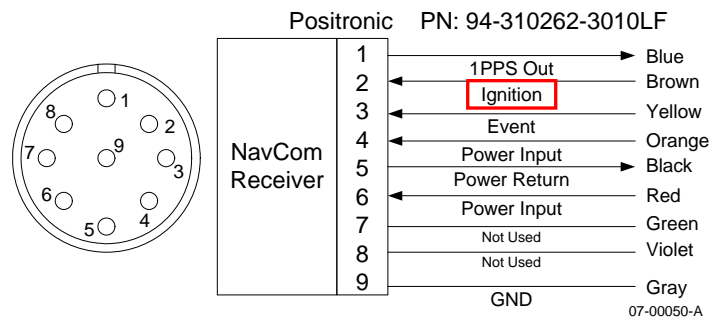 Positronic PN: 94-310262-3010LF
1 Blue
1PPS Out
2 Brown
Ignition
3 Yellow
Event
4 Orange
Power Input
5 Black
Power Return
6 Red
Power Input
7 Green
Not Used
8 Violet
Not Used
9 Gray
GND
NavCom
Receiver
1
2
3
4
5
6
7
8
9
07-00050-A